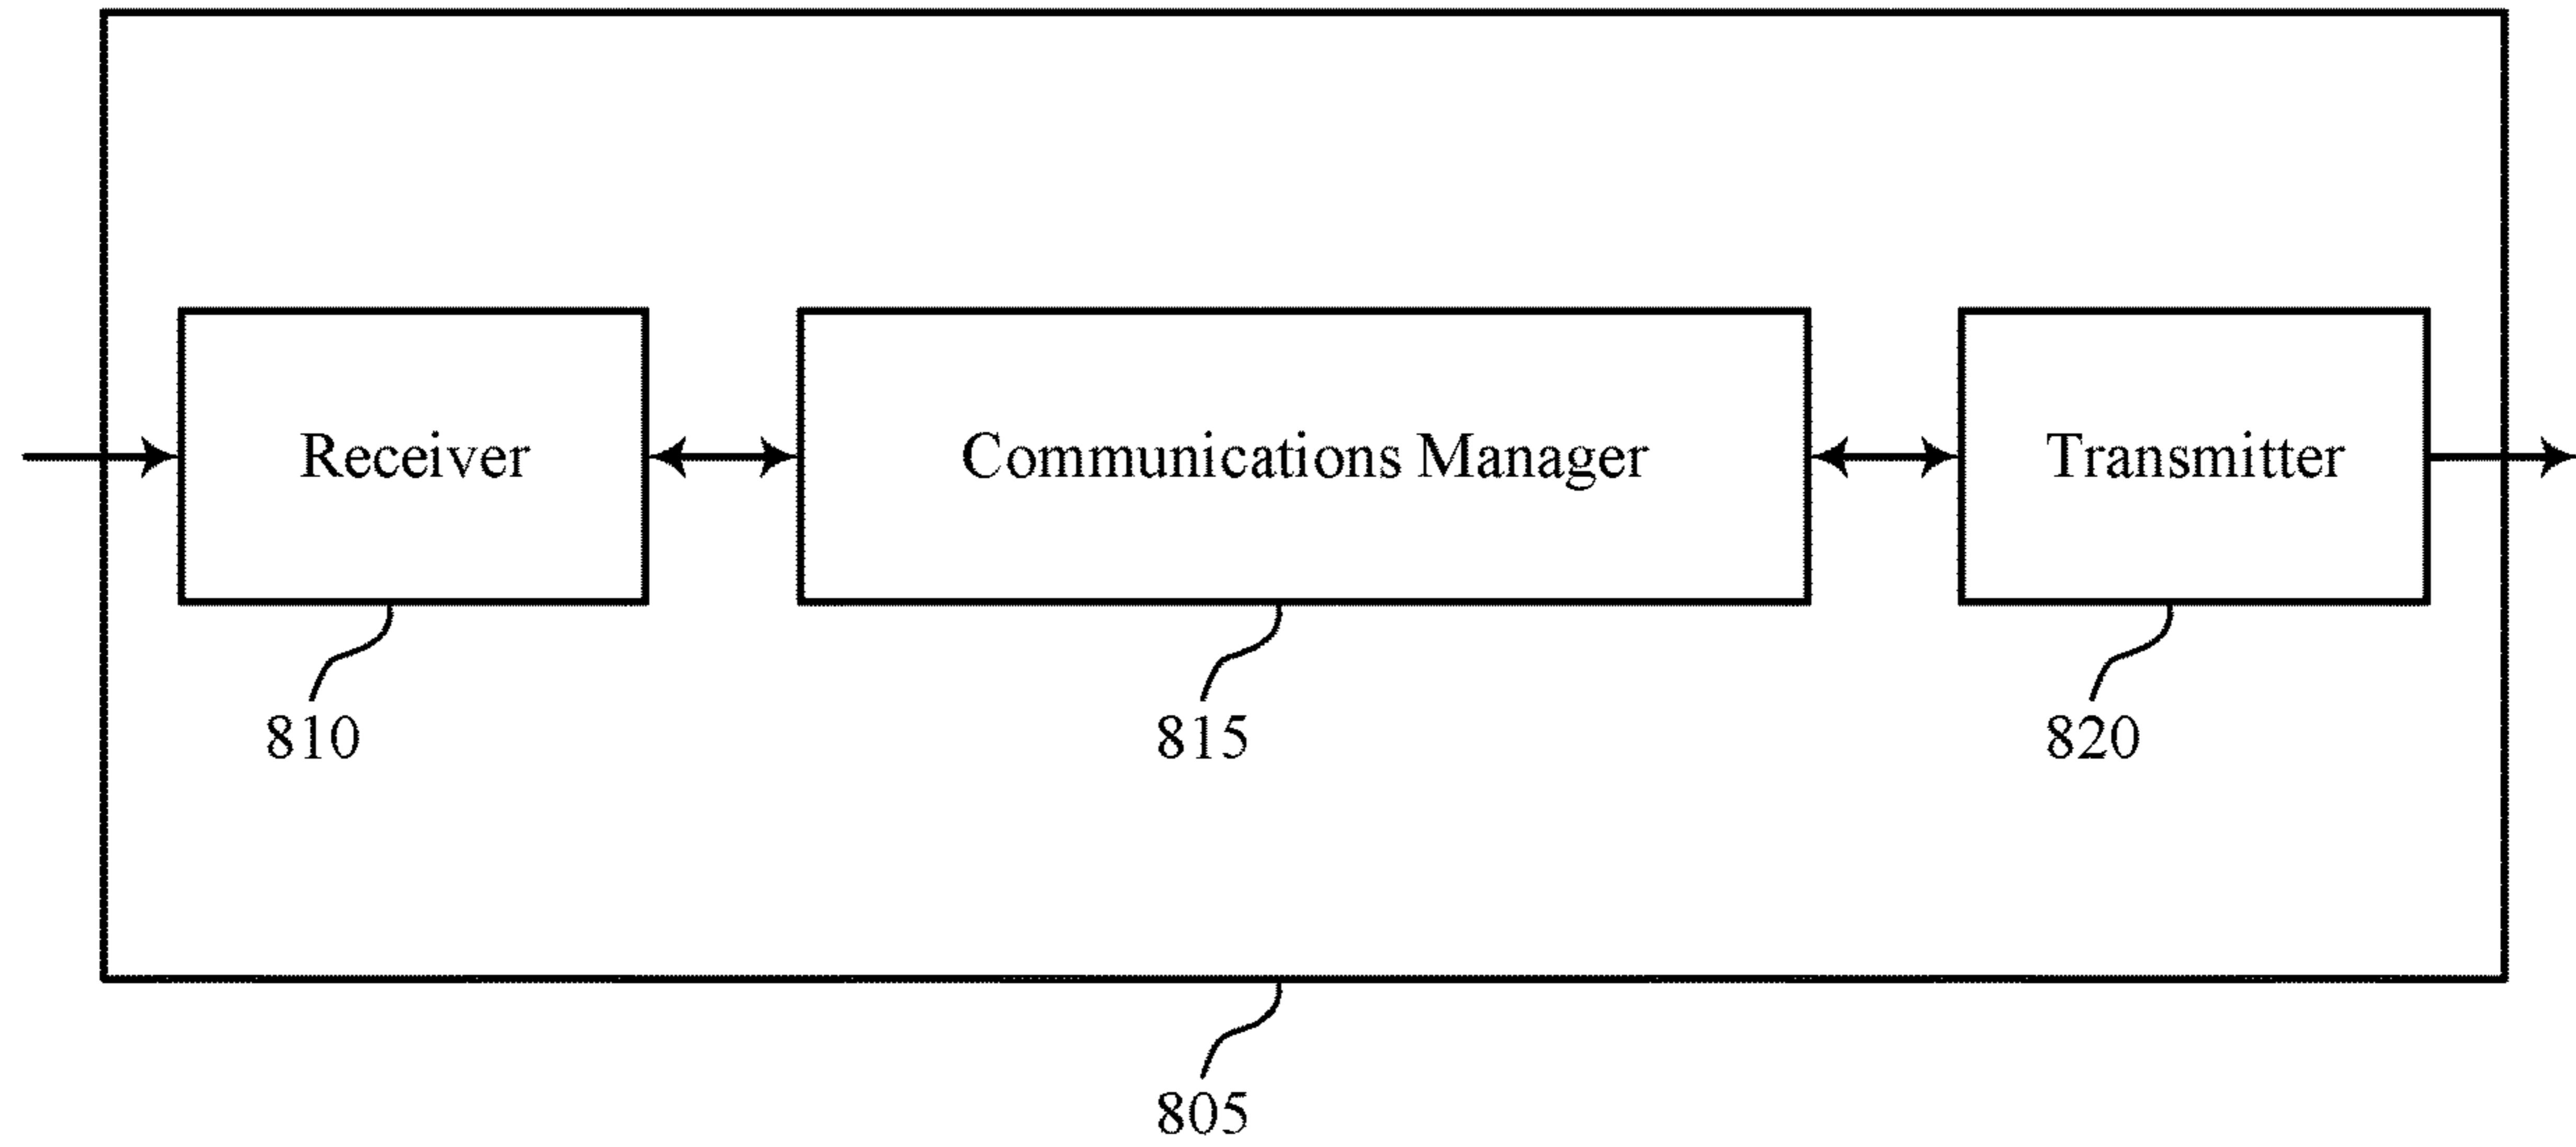 Receiver
Communications Manager
Transmitter
810
815
820
805